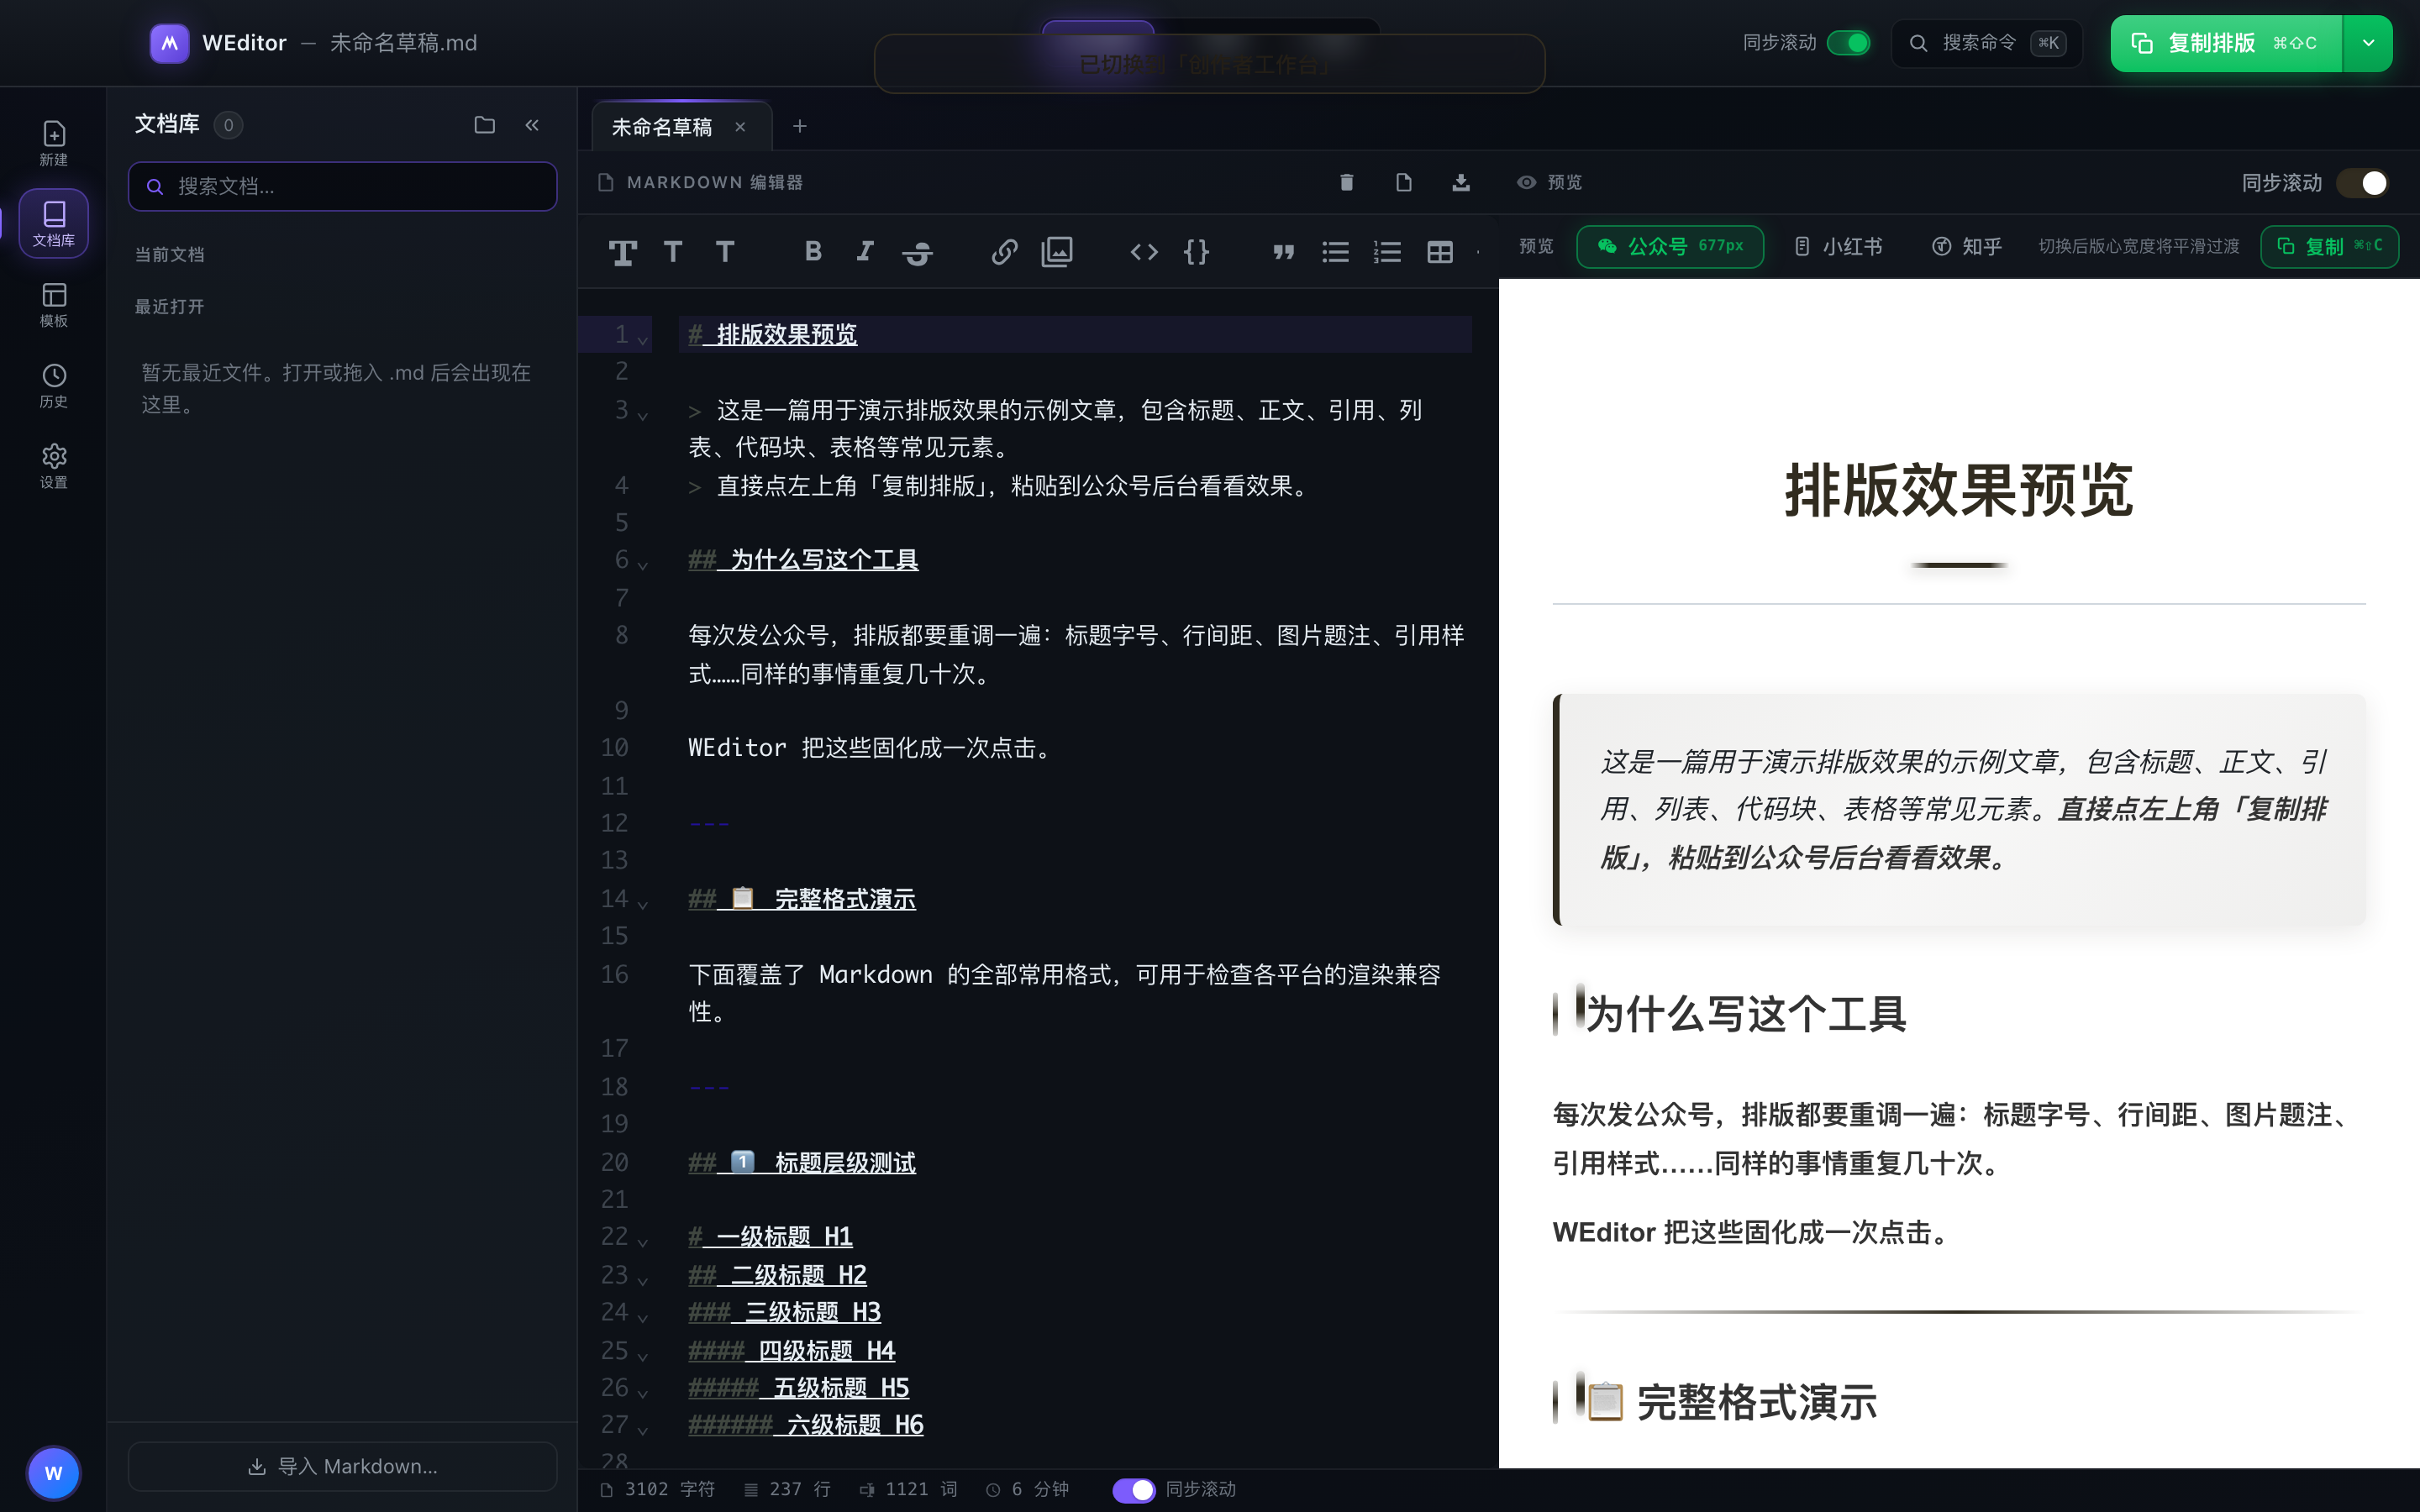 WEditor — 未命名草稿.md
已切换到「创作者工作台」
同步滚动
搜索命令 ⌘K
复制排版 ⌘⇧C
新建
文档库
模板
历史
设置
W
文档库 0
搜索文档...
当前文档
最近打开
暂无最近文件。打开或拖入 .md 后会出现在
这里。
导入 Markdown...
未命名草稿 × +
MARKDOWN 编辑器
1 # 排版效果预览
2
3 > 这是一篇用于演示排版效果的示例文章，包含标题、正文、引用、列
表、代码块、表格等常见元素。
4 > 直接点左上角「复制排版」，粘贴到公众号后台看看效果。
5
6 ## 为什么写这个工具
7
8 每次发公众号，排版都要重调一遍：标题字号、行间距、图片题注、引用样
式……同样的事情重复几十次。
9
10 WEditor 把这些固化成一次点击。
11
12 ---
13
14 ## 📋 完整格式演示
15
16 下面覆盖了 Markdown 的全部常用格式，可用于检查各平台的渲染兼容
性。
17
18 ---
19
20 ## 1️⃣ 标题层级测试
21
22 # 一级标题 H1
23 ## 二级标题 H2
24 ### 三级标题 H3
25 #### 四级标题 H4
26 ##### 五级标题 H5
27 ###### 六级标题 H6
28
预览
同步滚动
预览 公众号 677px 小红书 知乎 切换后版心宽度将平滑过渡 复制 ⌘⇧C
排版效果预览
这是一篇用于演示排版效果的示例文章，包含标题、正文、引
用、列表、代码块、表格等常见元素。直接点左上角「复制排
版」，粘贴到公众号后台看看效果。
为什么写这个工具
每次发公众号，排版都要重调一遍：标题字号、行间距、图片题注、
引用样式……同样的事情重复几十次。
WEditor 把这些固化成一次点击。
📋 完整格式演示
3102 字符 237 行 1121 词 6 分钟 同步滚动